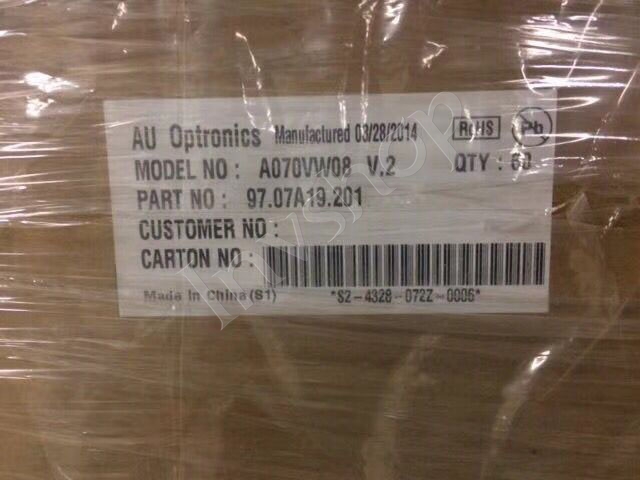 AU Optronics Manufactured 03/28/2014 RoHS Pb
MODEL NO : A070VW08 V.2 QTY : 60
PART NO : 97.07A19.201
CUSTOMER NO :
CARTON NO :
Made In China (S1) *S2-4328-072Z-0006*